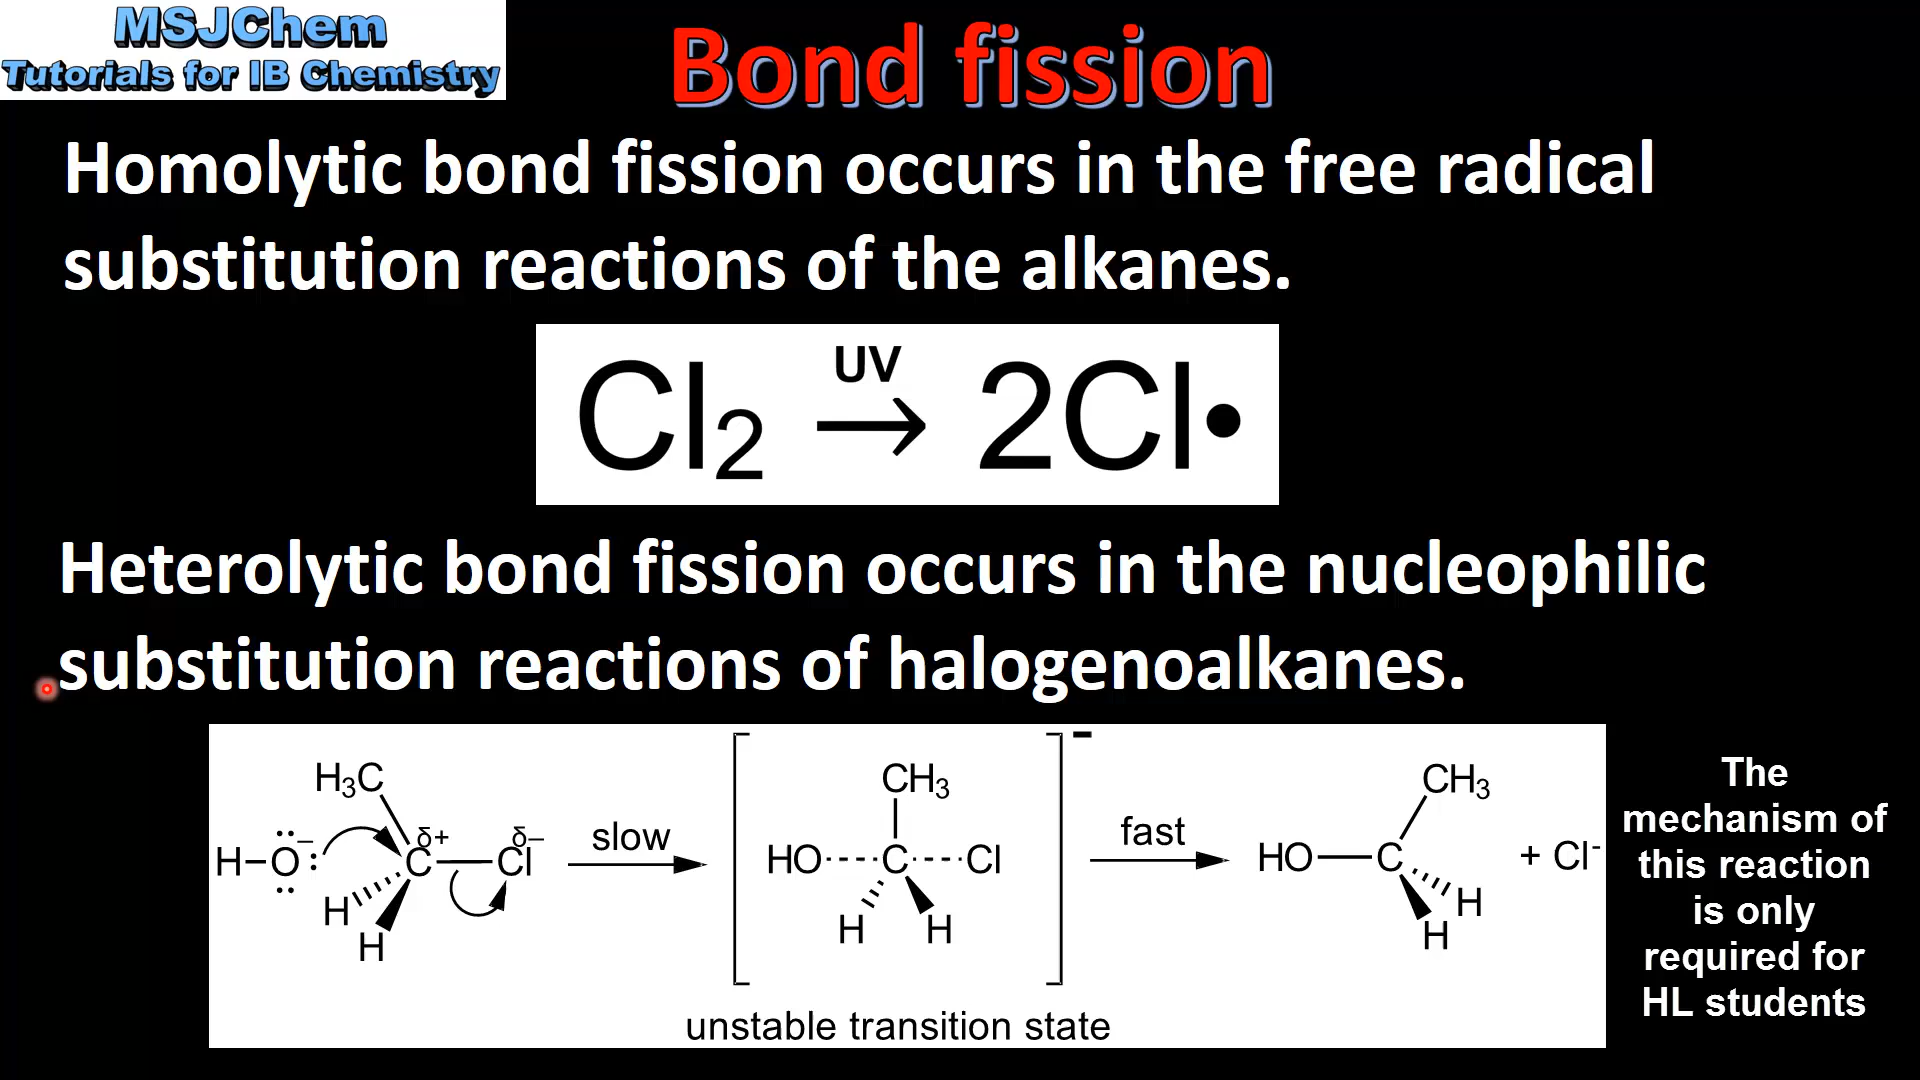 MSJChem
Tutorials for IB Chemistry
Bond fission
Homolytic bond fission occurs in the free radical
substitution reactions of the alkanes.
UV
Cl₂ → 2Cl•
Heterolytic bond fission occurs in the nucleophilic
substitution reactions of halogenoalkanes.
H₃C
δ+ δ–
H–O:⁻ C Cl
H
H
slow
CH₃
HO C Cl
H H
-
unstable transition state
fast
CH₃
HO C
H
H
+ Cl⁻
The
mechanism of
this reaction
is only
required for
HL students